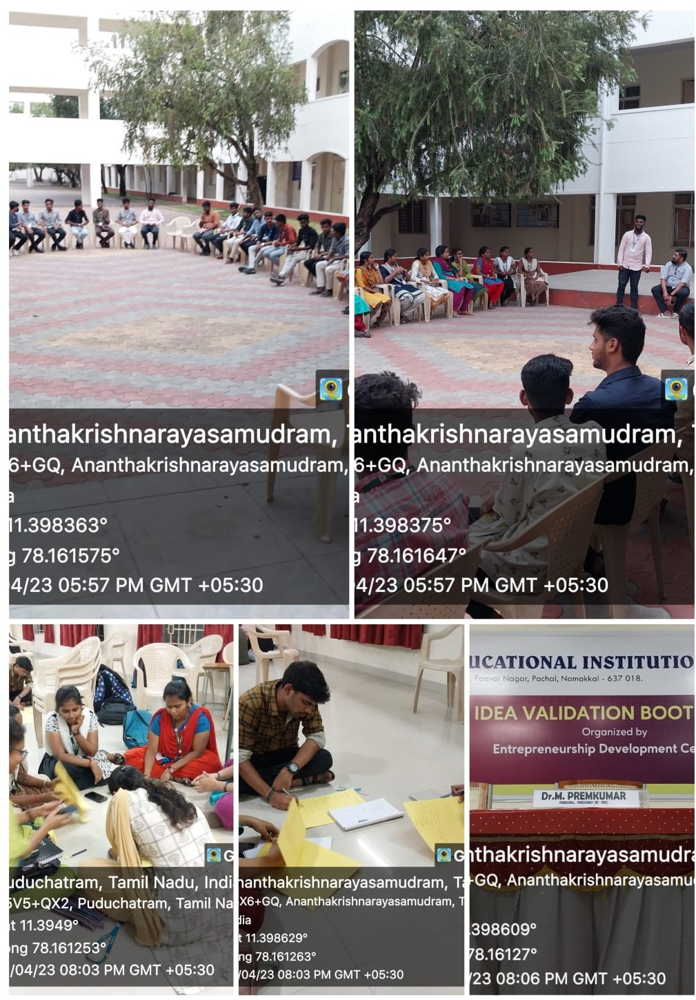 anthakrishnarayasamudram,
6+GQ, Ananthakrishnarayasamudram,
a
11.398363°
g 78.161575°
4/23 05:57 PM GMT +05:30
anthakrishnarayasamudram,
6+GQ, Ananthakrishnarayasamudram,
a
11.398375°
g 78.161647°
4/23 05:57 PM GMT +05:30
G
uduchatram, Tamil Nadu, Indi
5V5+QX2, Puduchatram, Tamil Na
t 11.3949°
ong 78.161253°
/04/23 08:03 PM GMT +05:30
G
nanthakrishnarayasamudram, Ta
X6+GQ, Ananthakrishnarayasamudram, T
dia
t 11.398629°
ng 78.161263°
/04/23 08:03 PM GMT +05:30
UCATIONAL INSTITUTIO
, Paavai Nagar, Pachal, Namakkal - 637 018.
IDEA VALIDATION BOOT
Organized by
Entrepreneurship Development Ce
Dr.M. PREMKUMAR
PRINCIPAL - PRESIDENT (IIC - PEC)
nthakrishnarayasamudra
+GQ, Ananthakrishnarayasamu
.398609°
78.16127°
/23 08:06 PM GMT +05:30